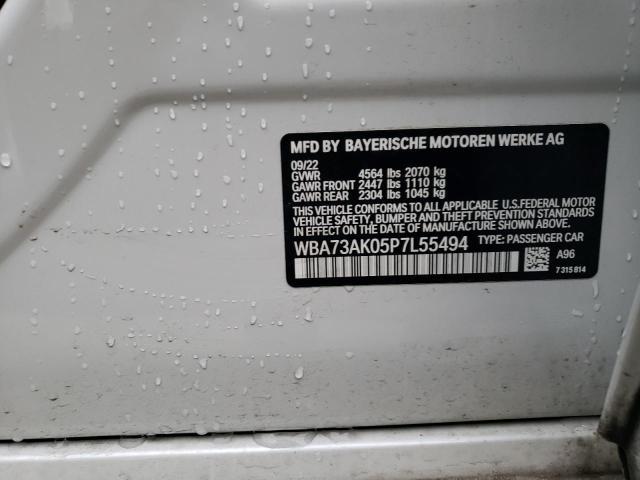 MFD BY BAYERISCHE MOTOREN WERKE AG
09/22
GVWR 4564 lbs 2070 kg
GAWR FRONT 2447 lbs 1110 kg
GAWR REAR 2304 lbs 1045 kg
THIS VEHICLE CONFORMS TO ALL APPLICABLE U.S.FEDERAL MOTOR
VEHICLE SAFETY, BUMPER AND THEFT PREVENTION
STANDARDS IN EFFECT ON THE DATE OF MANUFACTURE SHOWN ABOVE.
WBA73AK05P7L55494 TYPE: PASSENGER CAR
A96
7 315 814